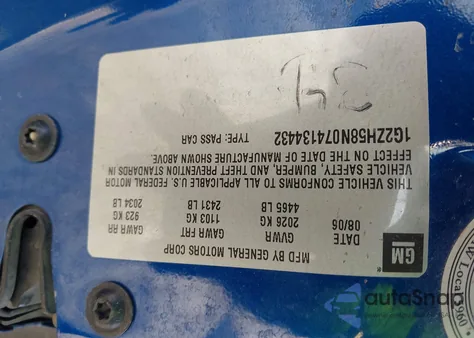 GM
MFD BY GENERAL MOTORS CORP
DATE GVWR GAWR FRT GAWR RR
08/06 2026 KG 1103 KG 923 KG
4465 LB 2431 LB 2034 LB
THIS VEHICLE CONFORMS TO ALL APPLICABLE U.S. FEDERAL MOTOR
VEHICLE SAFETY, BUMPER, AND THEFT PREVENTION STANDARDS IN
EFFECT ON THE DATE OF MANUFACTURE SHOWN ABOVE.
1G2ZH58N074134432 TYPE: PASS CAR
autoSnap